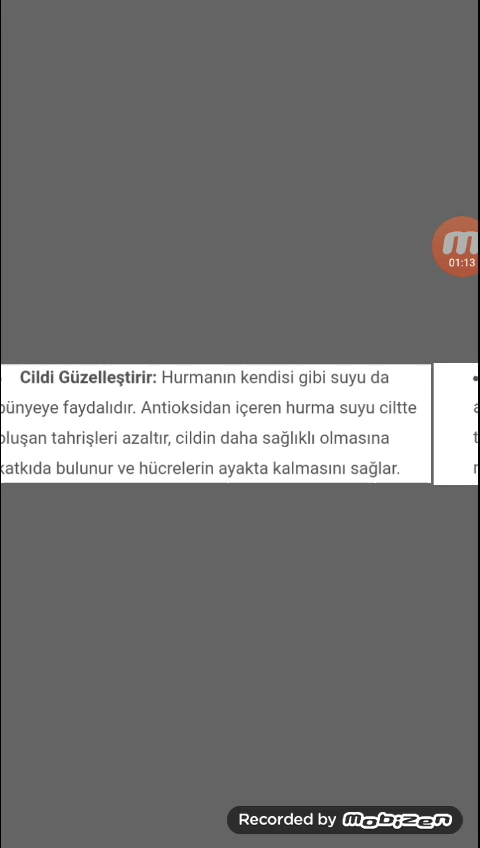 01:13
Cildi Güzelleştirir: Hurmanın kendisi gibi suyu da
bünyeye faydalıdır. Antioksidan içeren hurma suyu ciltte
oluşan tahrişleri azaltır, cildin daha sağlıklı olmasına
katkıda bulunur ve hücrelerin ayakta kalmasını sağlar.
Recorded by Mobizen